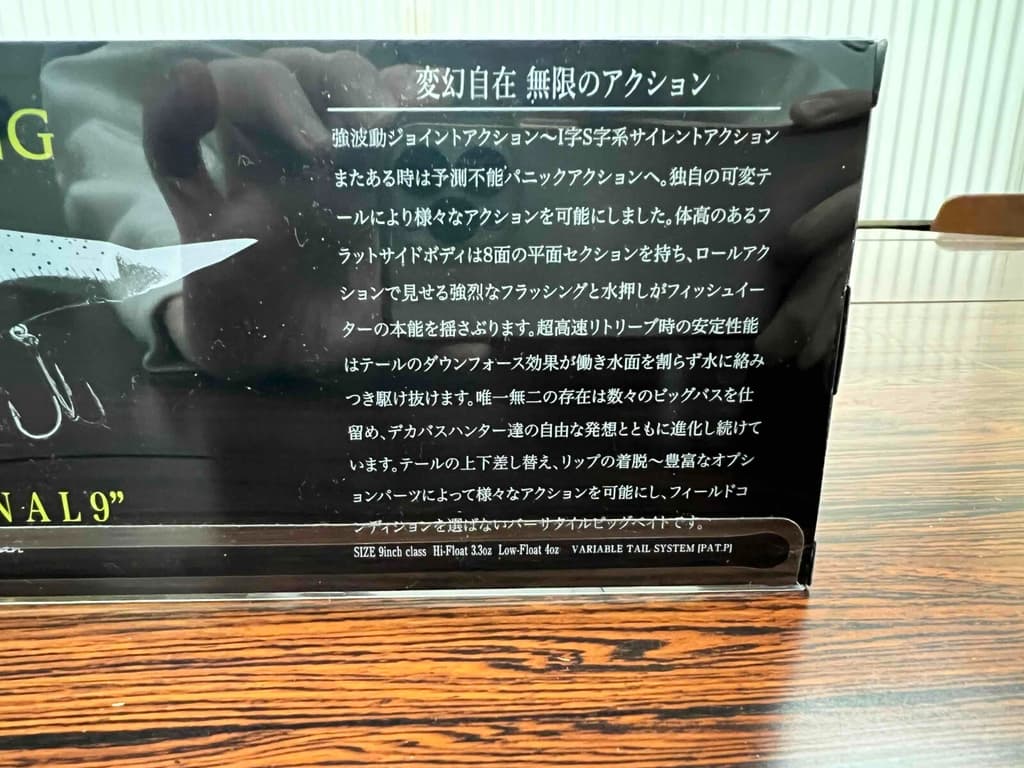 NG
変幻自在 無限のアクション
強波動ジョイントアクション〜I字S字系サイレントアクション
またある時は予測不能パニックアクションへ。独自の可変テ
ールにより様々なアクションを可能にしました。体高のあるフ
ラットサイドボディは8面の平面セクションを持ち、ロールアク
ションで見せる強烈なフラッシングと水押しがフィッシュイー
ターの本能を揺さぶります。超高速リトリーブ時の安定性能
はテールのダウンフォース効果が働き水面を割らず水に絡み
つき駆け抜けます。唯一無二の存在は数々のビッグバスを仕
留め、デカバスハンター達の自由な発想とともに進化し続けて
います。テールの上下差し替え、リップの着脱〜豊富なオプシ
ョンパーツによって様々なアクションを可能にし、フィールドコ
ンディションを選ばないバーサタイルビッグベイトです。
NAL9”
SIZE 9inch class Hi-Float 3.3oz Low-Float 4oz VARIABLE TAIL SYSTEM [PAT.P]